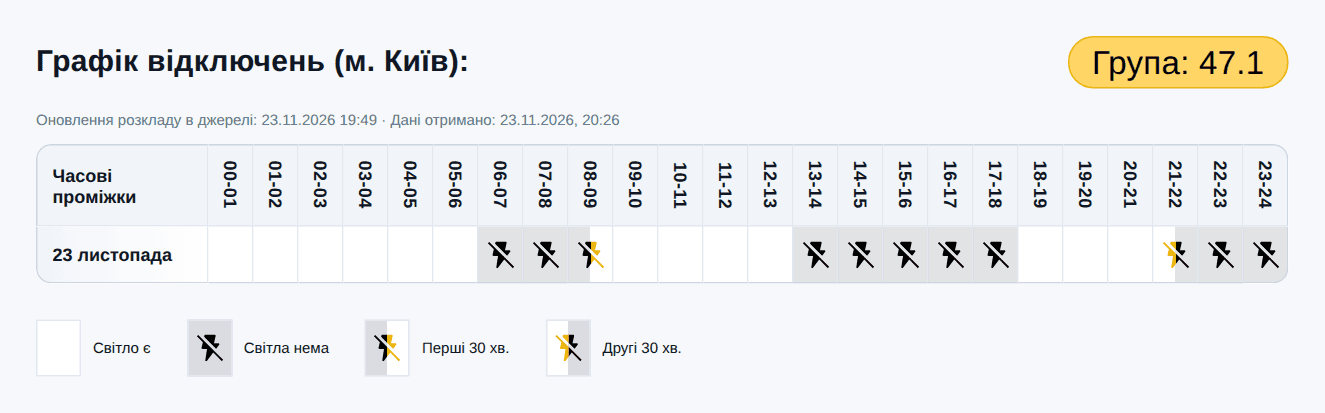 Графік відключень (м. Київ):
Група: 47.1
Оновлення розкладу в джерелі: 23.11.2026 19:49 · Дані отримано: 23.11.2026, 20:26
Часові
проміжки
00-01
01-02
02-03
03-04
04-05
05-06
06-07
07-08
08-09
09-10
10-11
11-12
12-13
13-14
14-15
15-16
16-17
17-18
18-19
19-20
20-21
21-22
22-23
23-24
23 листопада
Світло є
Світла нема
Перші 30 хв.
Другі 30 хв.